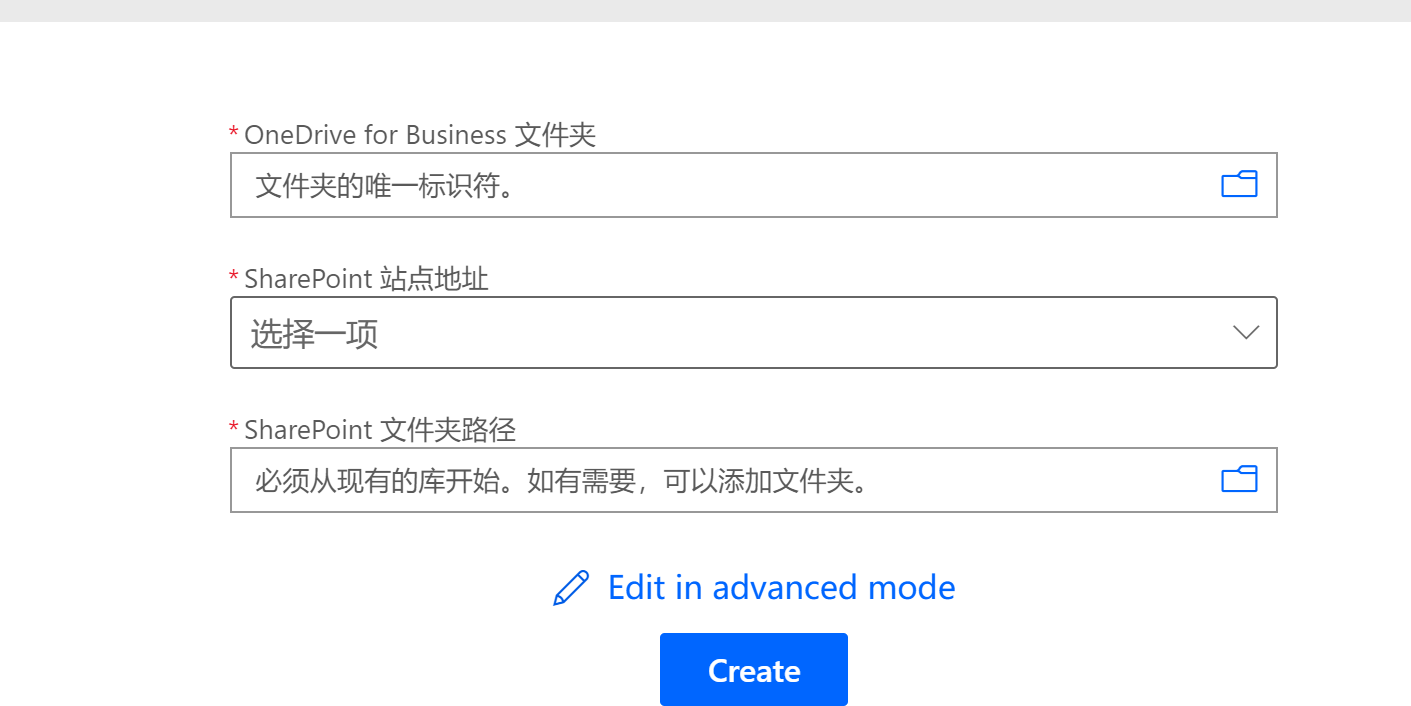 * OneDrive for Business 文件夹
文件夹的唯一标识符。
* SharePoint 站点地址
选择一项
* SharePoint 文件夹路径
必须从现有的库开始。如有需要，可以添加文件夹。
Edit in advanced mode
Create